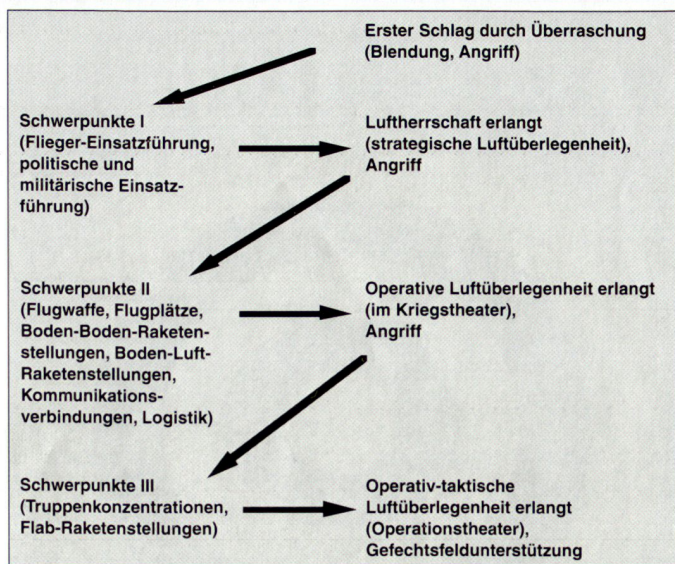 Erster Schlag durch Überraschung
(Blendung, Angriff)
Schwerpunkte I
(Flieger-Einsatzführung,
politische und
militärische Einsatz-
führung)
Luftherrschaft erlangt
(strategische Luftüberlegenheit),
Angriff
Schwerpunkte II
(Flugwaffe, Flugplätze,
Boden-Boden-Raketen-
stellungen, Boden-Luft-
Raketenstellungen,
Kommunikations-
verbindungen, Logistik)
Operative Luftüberlegenheit erlangt
(im Kriegstheater),
Angriff
Schwerpunkte III
(Truppenkonzentrationen,
Flab-Raketenstellungen)
Operativ-taktische
Luftüberlegenheit erlangt
(Operationstheater),
Gefechtsfeldunterstützung